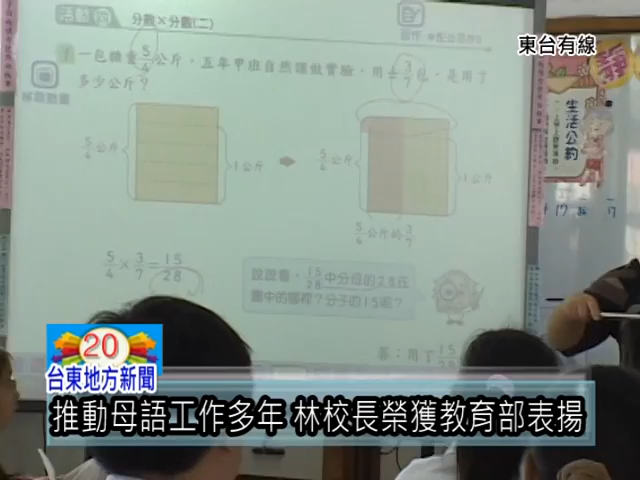 東台有線
活動四 分數×分數(二)
1 一包糖重5/4公斤，五年甲班自然課做實驗，用去3/7包，是用了
多少公斤？
5/4公斤
1公斤
5/4公斤
1公斤
5/4公斤的3/7
5/4×3/7=15/28
說說看，15/28中分母的28在
圖中的哪裡？分子的15呢？
答：用了15/28
生活公約
17
17
20
台東地方新聞
推動母語工作多年 林校長榮獲教育部表揚